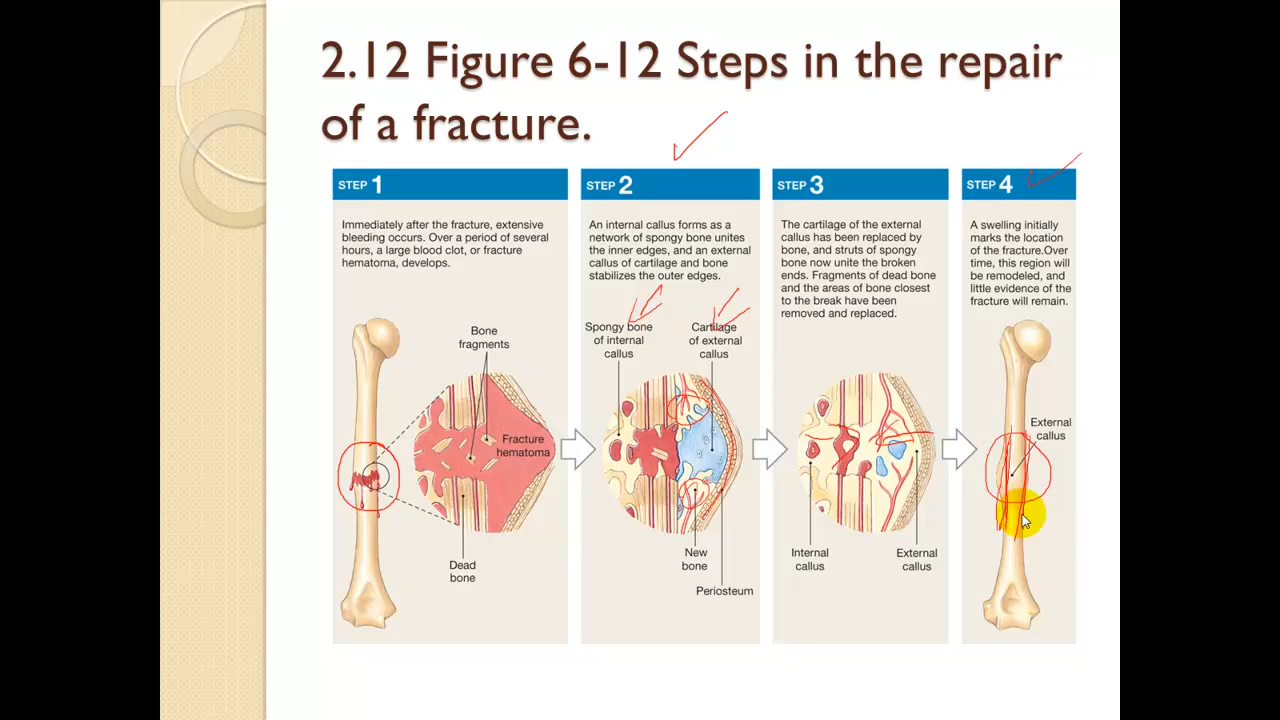 2.12 Figure 6-12 Steps in the repair
of a fracture.
STEP 1
Immediately after the fracture, extensive
bleeding occurs. Over a period of several
hours, a large blood clot, or fracture
hematoma, develops.
Bone
fragments
Fracture
hematoma
Dead
bone
STEP 2
An internal callus forms as a
network of spongy bone unites the
inner edges, and an external
callus of cartilage and bone
stabilizes the outer edges.
Spongy bone
of internal
callus
Cartilage
of external
callus
New
bone
Periosteum
STEP 3
The cartilage of the external
callus has been replaced by
bone, and struts of spongy
bone now unite the broken
ends. Fragments of dead bone
and the areas of bone closest
to the break have been
removed and replaced.
Internal
callus
External
callus
STEP 4
A swelling initially
marks the location
of the fracture.Over
time, this region will
be remodeled, and
little evidence of the
fracture will remain.
External
callus